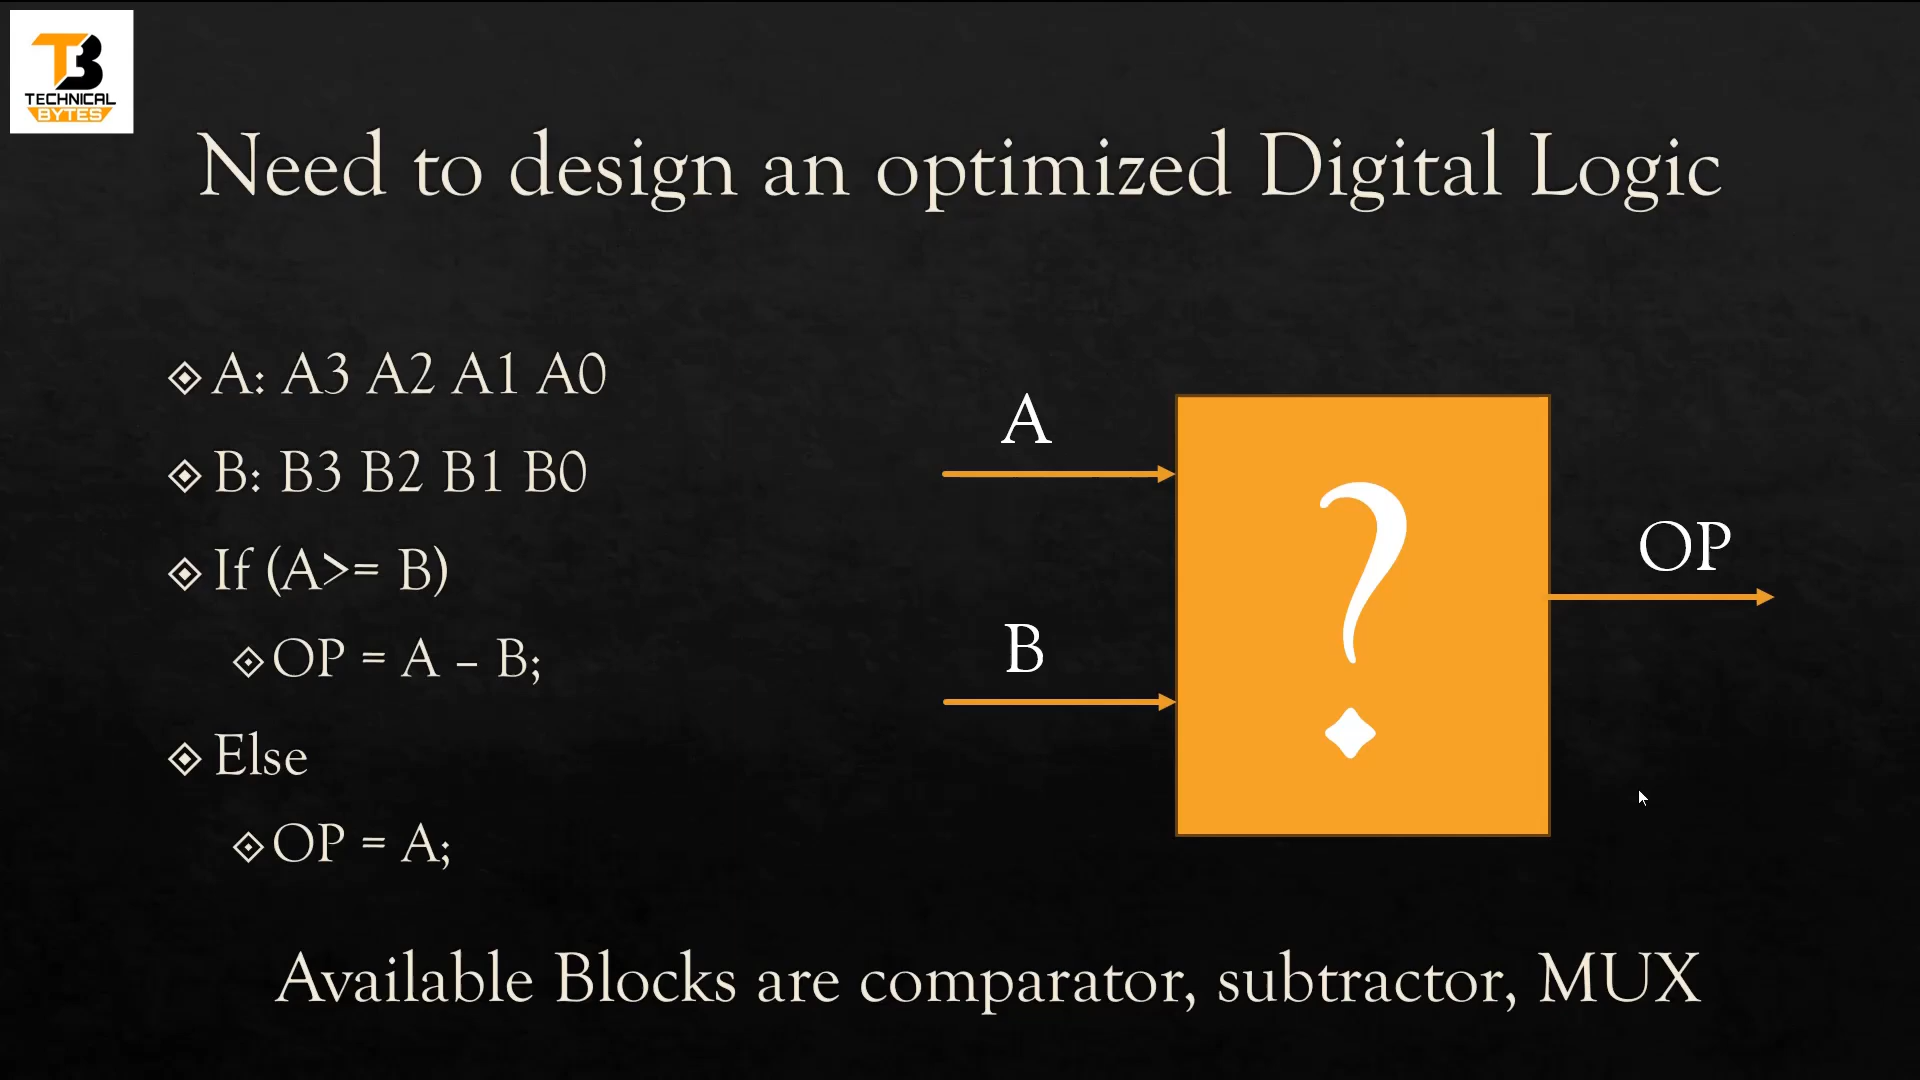 TB
TECHNICAL
BYTES
Need to design an optimized Digital Logic
A: A3 A2 A1 A0
B: B3 B2 B1 B0
If (A>= B)
OP = A – B;
Else
OP = A;
A
B
?
OP
Available Blocks are comparator, subtractor, MUX